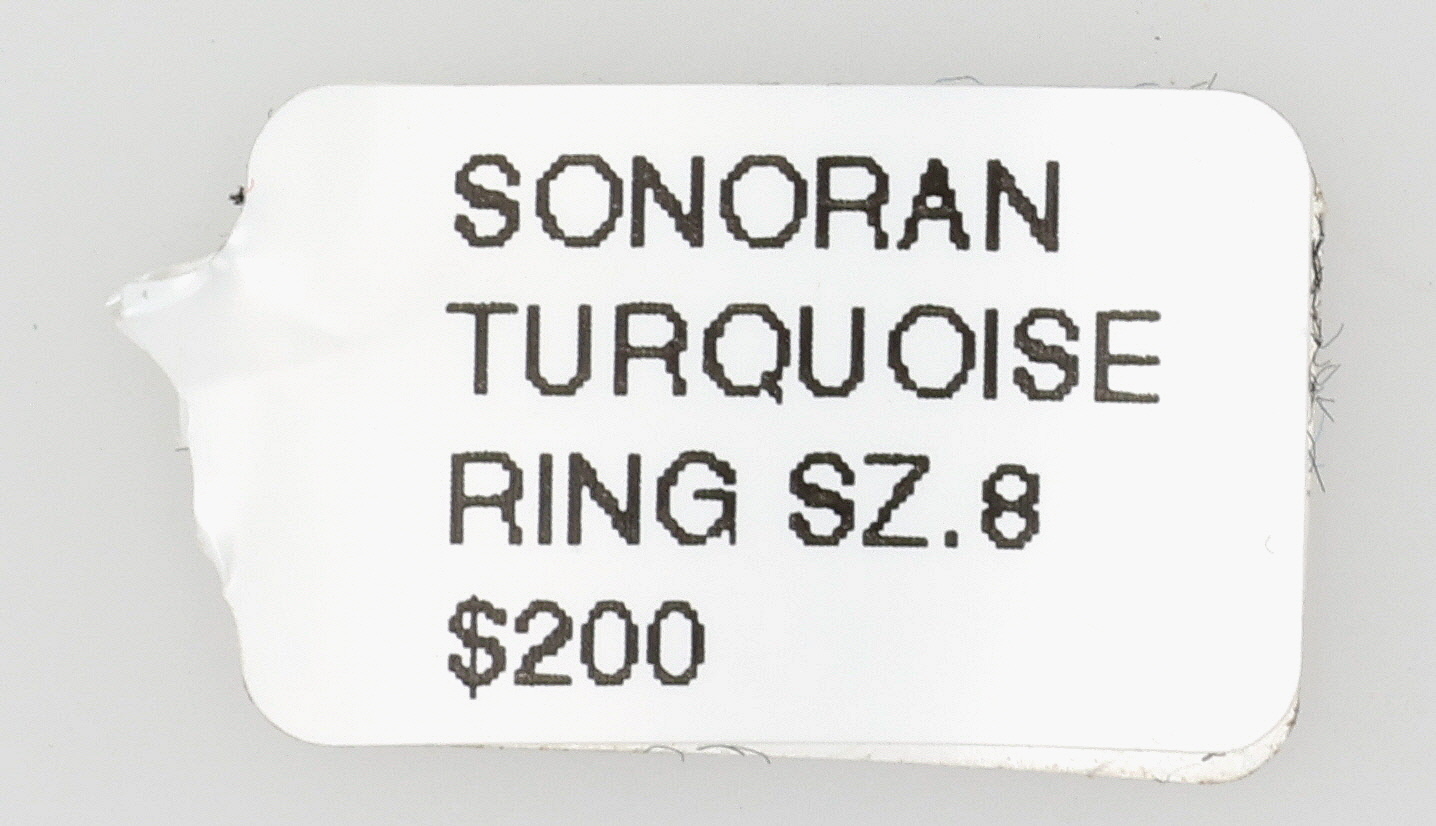 SONORAN
TURQUOISE
RING SZ.8
$200